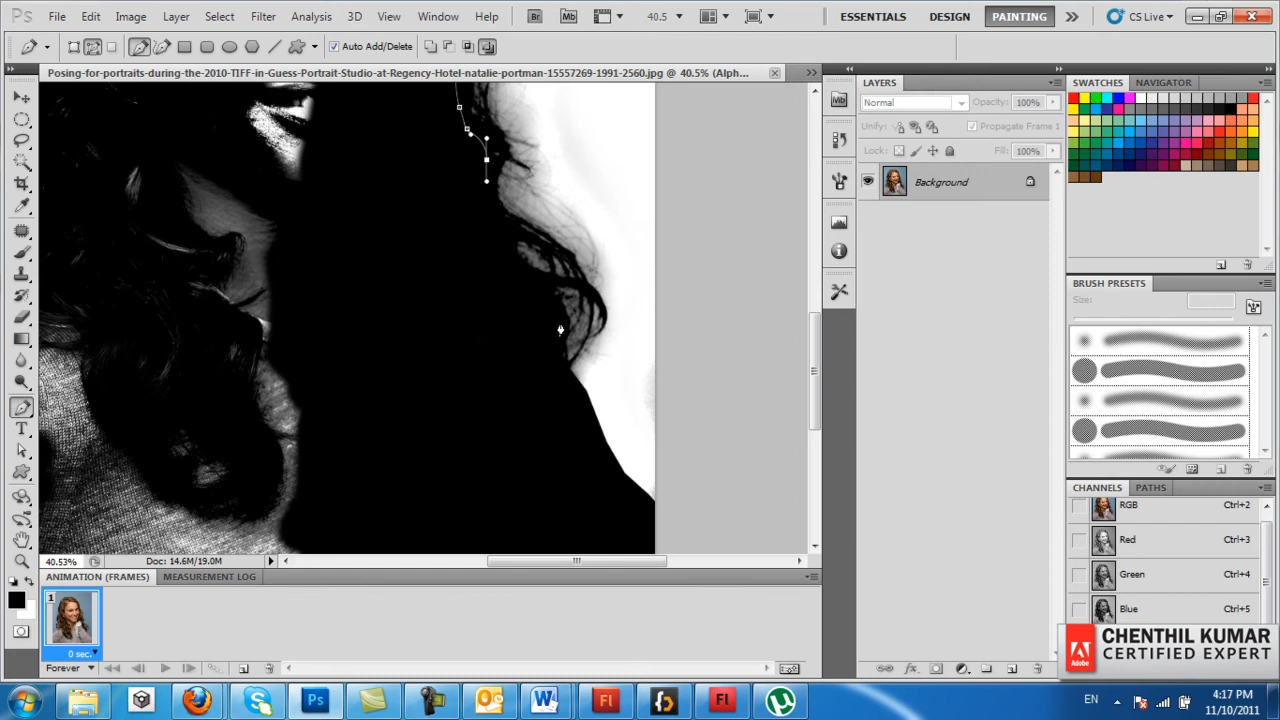 Ps File Edit Image Layer Select Filter Analysis 3D View Window Help Br Mb 40.5 ESSENTIALS DESIGN PAINTING CS Live
Auto Add/Delete
Posing-for-portraits-during-the-2010-TIFF-in-Guess-Portrait-Studio-at-Regency-Hotel-natalie-portman-15557269-1991-2560.jpg @ 40.5% (Alph...
LAYERS
Normal Opacity: 100%
Unify: Propagate Frame 1
Lock: Fill: 100%
Background
Mb
SWATCHES NAVIGATOR
BRUSH PRESETS
Size:
CHANNELS PATHS
RGB Ctrl+2
Red Ctrl+3
Green Ctrl+4
Blue Ctrl+5
40.53% Doc: 14.6M/19.0M
ANIMATION (FRAMES) MEASUREMENT LOG
1
0 sec.
Forever
Adobe
CHENTHIL KUMAR
CERTIFIED EXPERT
Ps W Fl Fl
EN 4:17 PM
11/10/2011